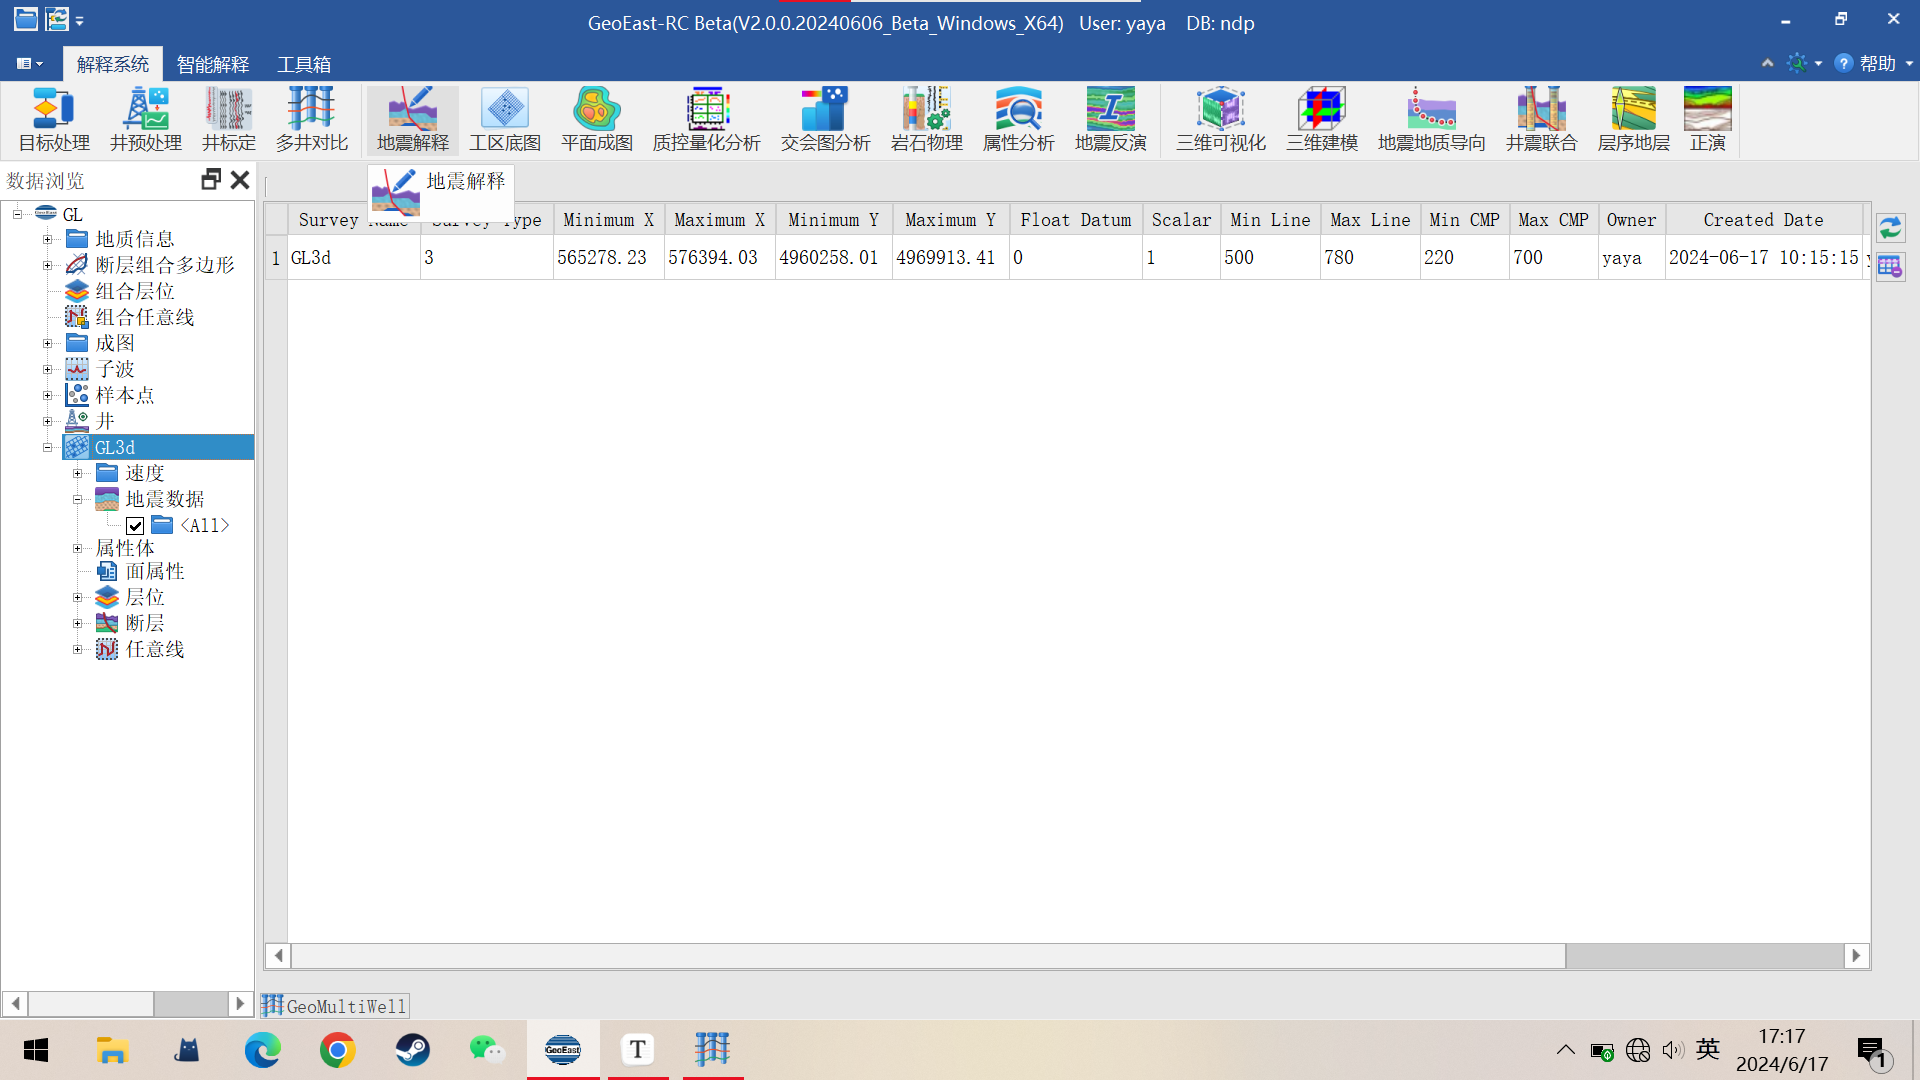 GeoEast-RC Beta(V2.0.0.20240606_Beta_Windows_X64) User: yaya DB: ndp
解释系统 智能解释 工具箱 帮助
目标处理 井预处理 井标定 多井对比 地震解释 工区底图 平面成图 质控量化分析 交会图分析 岩石物理 属性分析 地震反演 三维可视化 三维建模 地震地质导向 井震联合 层序地层 正演
数据浏览
地震解释
Survey Name Survey Type Minimum X Maximum X Minimum Y Maximum Y Float Datum Scalar Min Line Max Line Min CMP Max CMP Owner Created Date
1 GL3d 3 565278.23 576394.03 4960258.01 4969913.41 0 1 500 780 220 700 yaya 2024-06-17 10:15:15
GL
地质信息
断层组合多边形
组合层位
组合任意线
成图
子波
样本点
井
GL3d
速度
地震数据
<All>
属性体
面属性
层位
断层
任意线
GeoMultiWell
GeoEast
T
英
17:17
2024/6/17
1